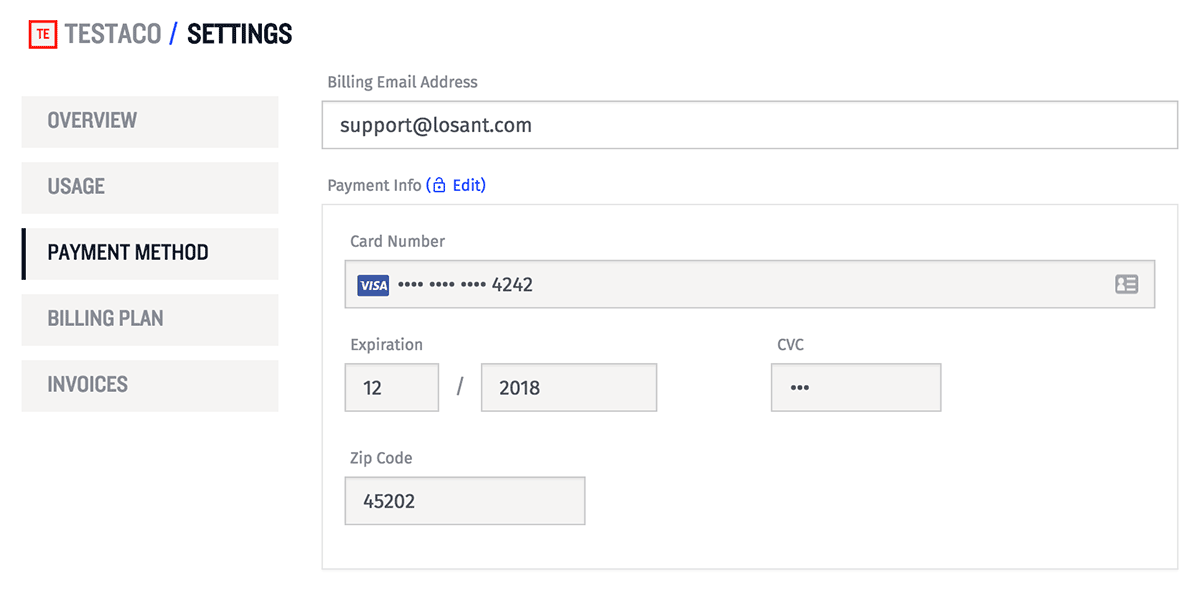 TE TESTACO / SETTINGS
OVERVIEW
USAGE
PAYMENT METHOD
BILLING PLAN
INVOICES
Billing Email Address
support@losant.com
Payment Info (Edit)
Card Number
VISA •••• •••• •••• 4242
Expiration
12 / 2018
CVC
•••
Zip Code
45202